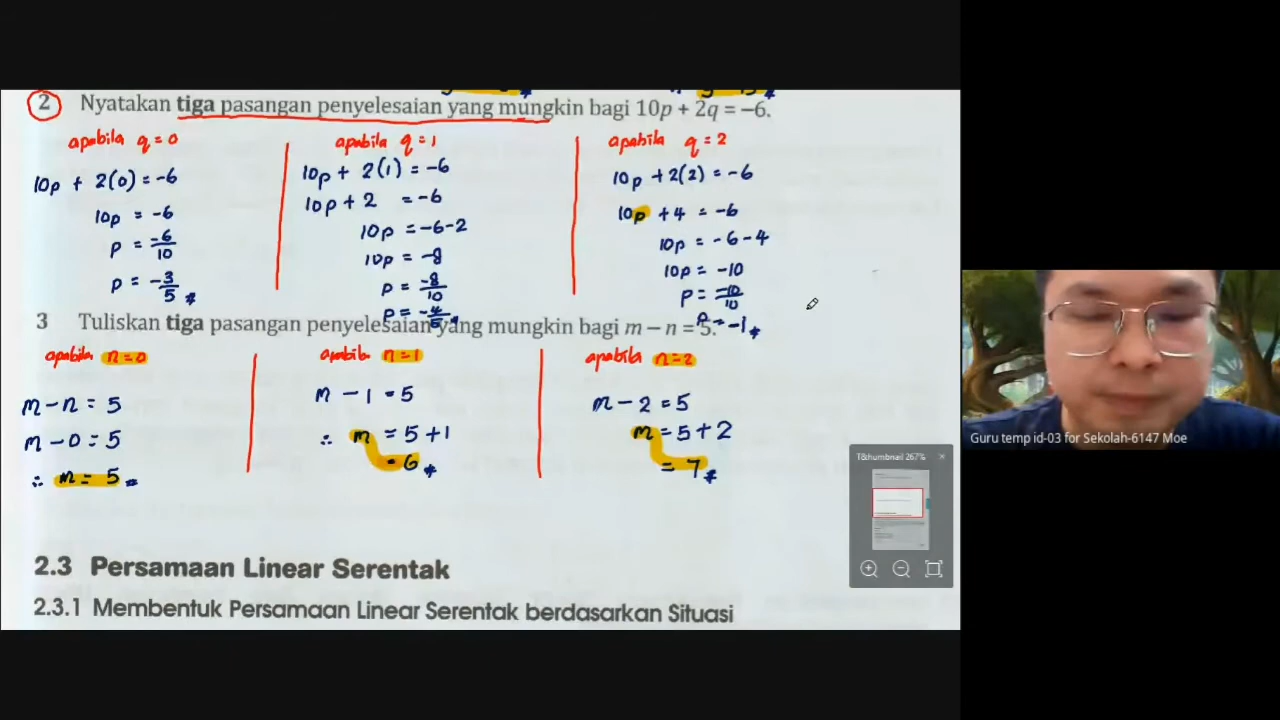 2 Nyatakan tiga pasangan penyelesaian yang mungkin bagi 10p + 2q = −6.
apabila q = 0
10p + 2(0) = -6
10p = -6
p = -6/10
p = -3/5
apabila q = 1
10p + 2(1) = -6
10p + 2 = -6
10p = -6-2
10p = -8
p = -8/10
p = -4/5
apabila q = 2
10p + 2(2) = -6
10p + 4 = -6
10p = -6-4
10p = -10
p = -10/10
p = -1
3 Tuliskan tiga pasangan penyelesaian yang mungkin bagi m − n = 5.
apabila n = 0
m - n = 5
m - 0 = 5
∴ m = 5
apabila n = 1
m - 1 = 5
∴ m = 5 + 1
= 6
apabila n = 2
m - 2 = 5
m = 5 + 2
= 7
2.3 Persamaan Linear Serentak
2.3.1 Membentuk Persamaan Linear Serentak berdasarkan Situasi
Guru temp id-03 for Sekolah-6147 Moe
T&humbnail 267% ×